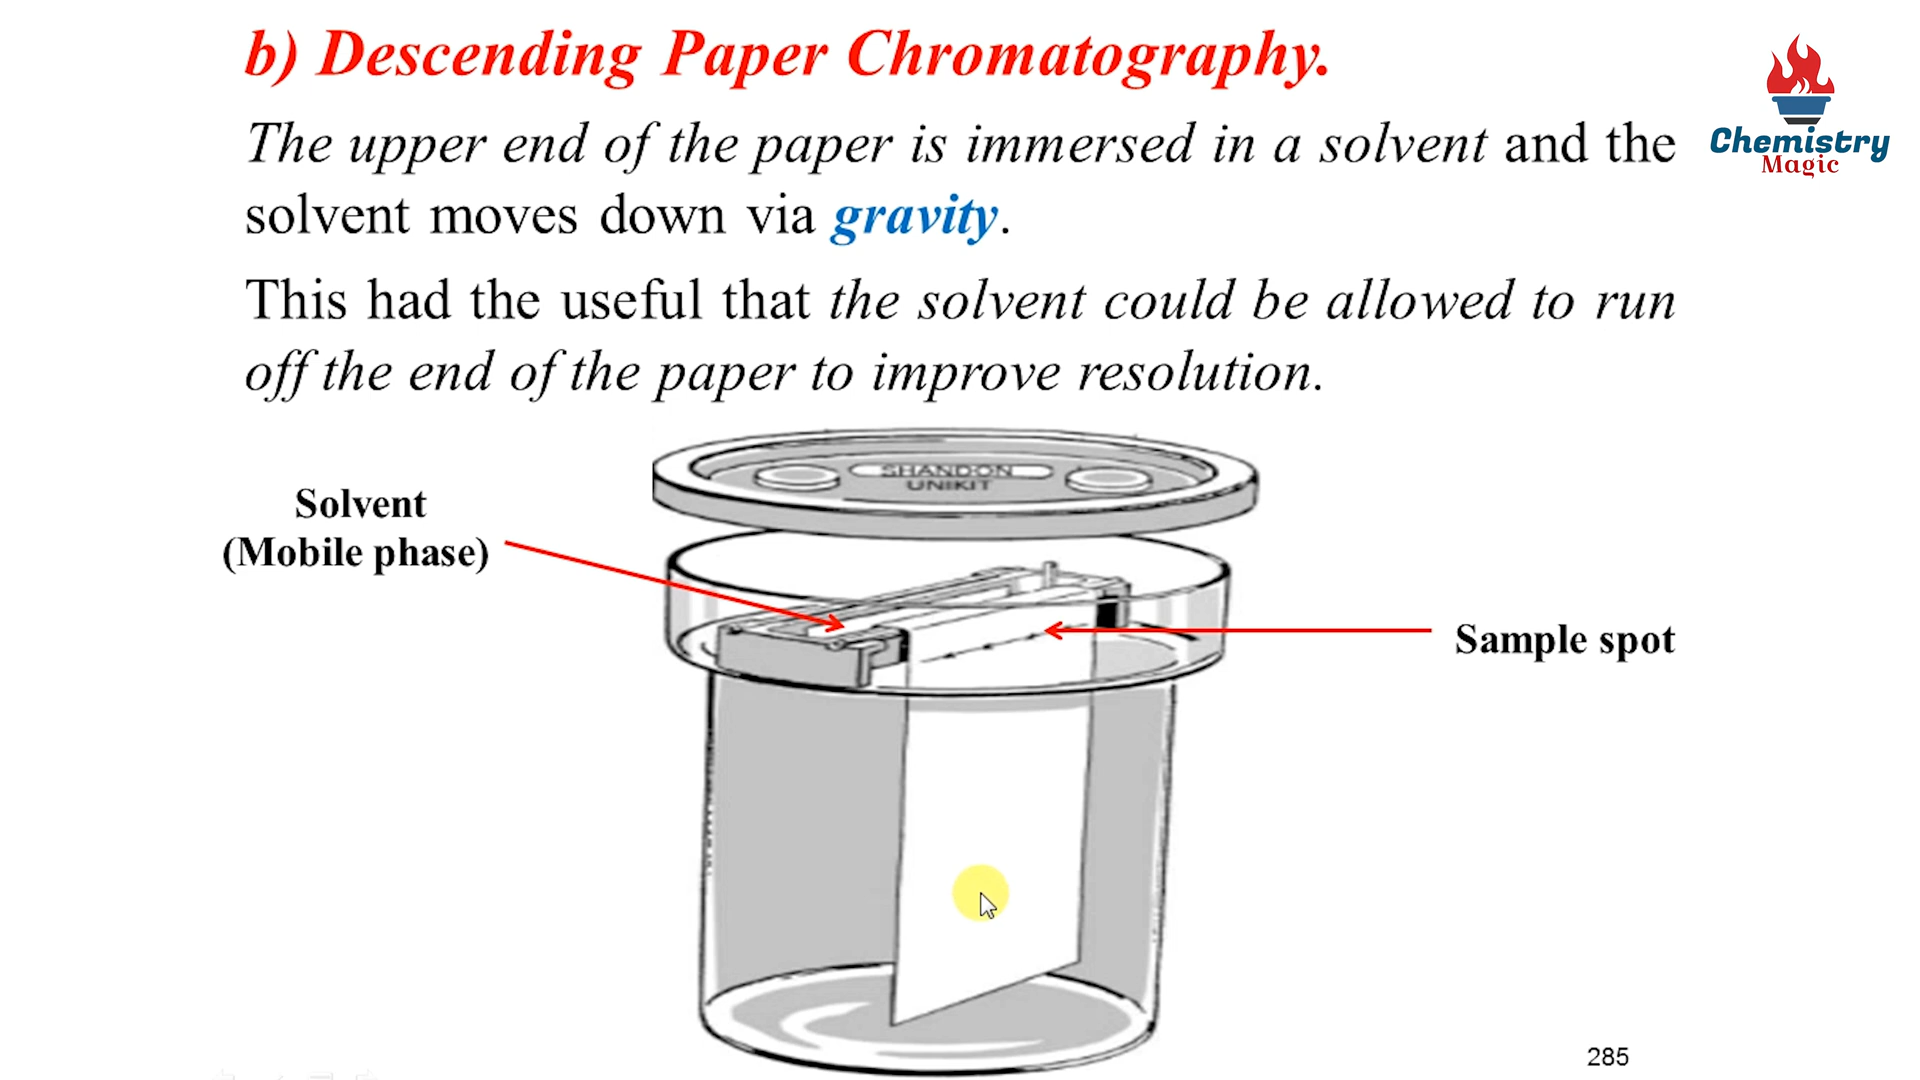 b) Descending Paper Chromatography.
Chemistry
Magic
The upper end of the paper is immersed in a solvent and the
solvent moves down via gravity.
This had the useful that the solvent could be allowed to run
off the end of the paper to improve resolution.
SHANDON
UNIKIT
Solvent
(Mobile phase)
Sample spot
285